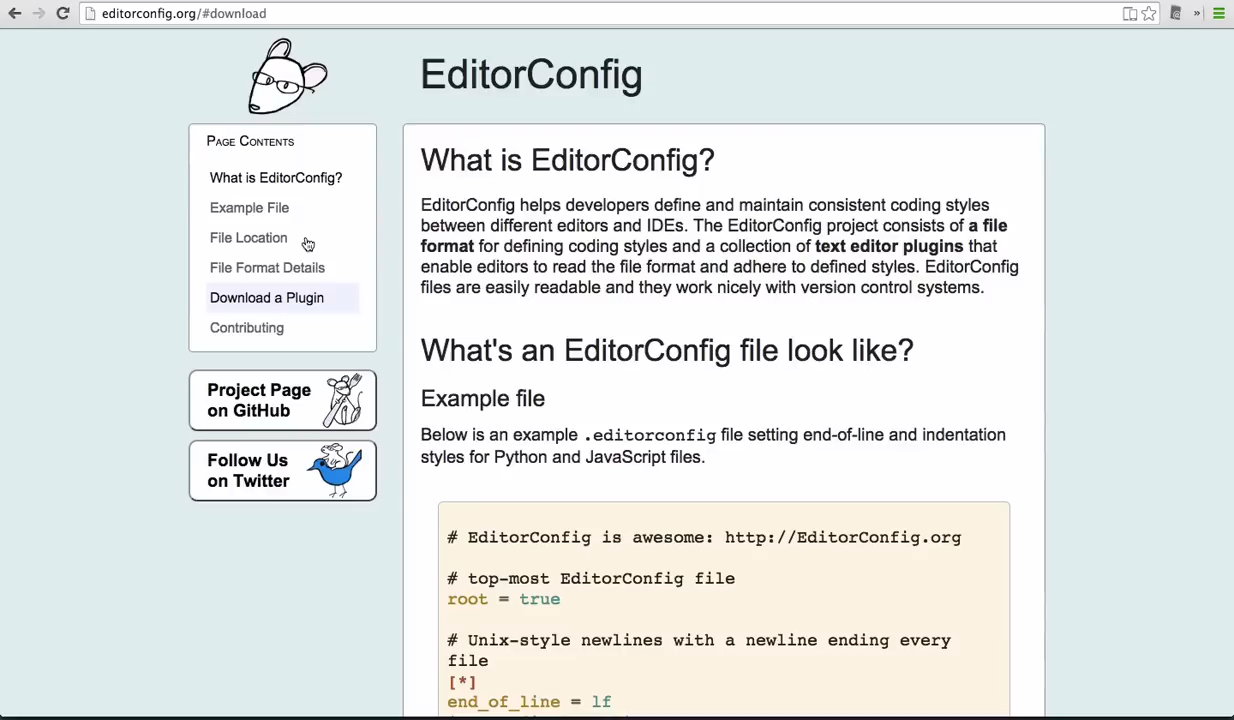 editorconfig.org/#download
EditorConfig
PAGE CONTENTS
What is EditorConfig?
Example File
File Location
File Format Details
Download a Plugin
Contributing
Project Page
on GitHub
Follow Us
on Twitter
What is EditorConfig?
EditorConfig helps developers define and maintain consistent coding styles
between different editors and IDEs. The EditorConfig project consists of a file
format for defining coding styles and a collection of text editor plugins that
enable editors to read the file format and adhere to defined styles. EditorConfig
files are easily readable and they work nicely with version control systems.
What's an EditorConfig file look like?
Example file
Below is an example .editorconfig file setting end-of-line and indentation
styles for Python and JavaScript files.
# EditorConfig is awesome: http://EditorConfig.org
# top-most EditorConfig file
root = true
# Unix-style newlines with a newline ending every
file
[*]
end_of_line = lf